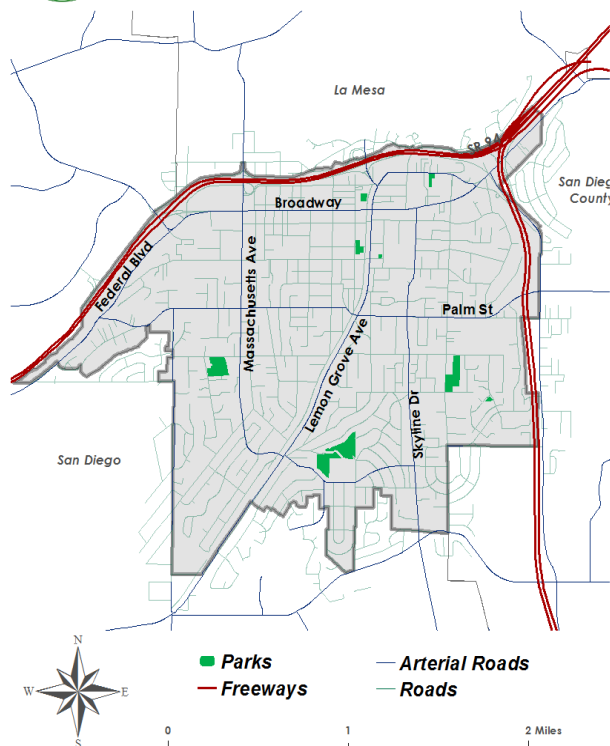 La Mesa
SR 94
San Dieg
County
Broadway
Federal Blvd
Massachusetts Ave
Palm St
Lemon Grove Ave
Skyline Dr
San Diego
N
W E
S
Parks
Arterial Roads
Freeways
Roads
0 1 2 Miles